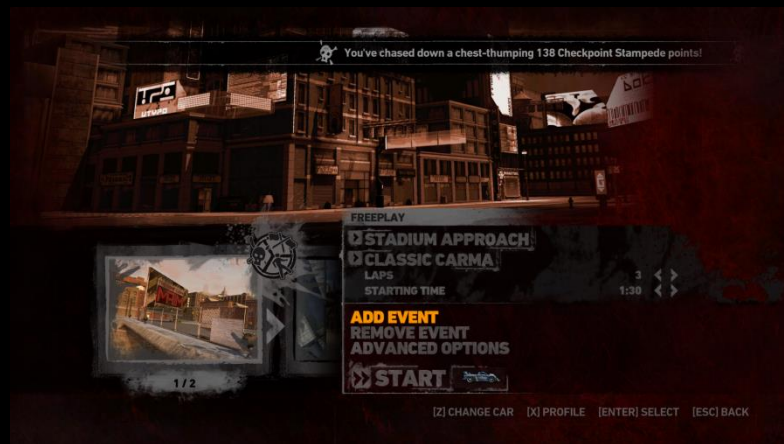 You've chased down a chest-thumping 138 Checkpoint Stampede points!
UTYPO
FREEPLAY
STADIUM APPROACH
CLASSIC CARMA
LAPS 3
STARTING TIME 1:30
ADD EVENT
REMOVE EVENT
ADVANCED OPTIONS
START
1/2
[Z] CHANGE CAR [X] PROFILE [ENTER] SELECT [ESC] BACK